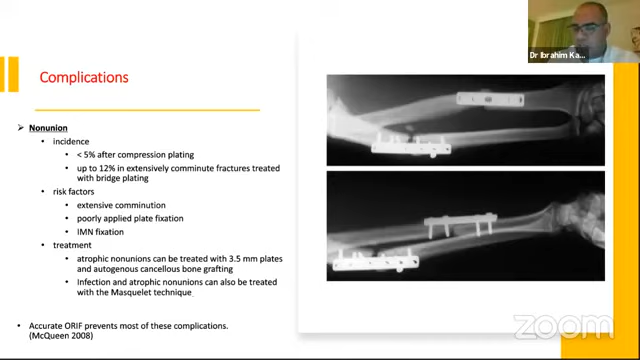 Dr Ibrahim Ka...
Complications
Nonunion
incidence
< 5% after compression plating
up to 12% in extensively comminute fractures treated
with bridge plating
risk factors
extensive comminution
poorly applied plate fixation
IMN fixation
treatment
atrophic nonunions can be treated with 3.5 mm plates
and autogenous cancellous bone grafting
Infection and atrophic nonunions can also be treated
with the Masquelet technique.
Accurate ORIF prevents most of these complications.
(McQueen 2008)
zoom